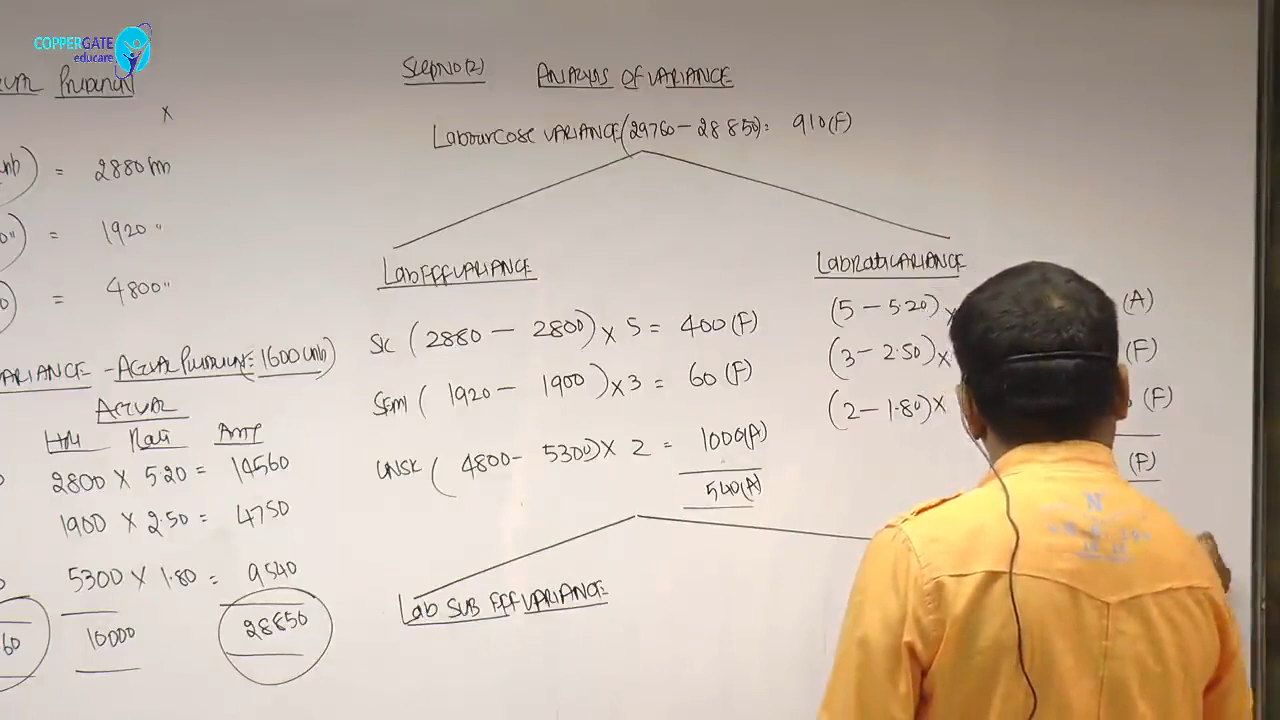 COPPERGATE
educare
Step NO (2) ANALYSIS OF VARIANCE
Labour Cost VARIANCE (29760 - 28850) = 910 (F)
= 2880 hrs
= 1920 "
= 4800 "
VARIANCE - Actual Production = 1600 units)
ACTUAL
Hrs Rate AMT
2800 X 5.20 = 14560
1900 X 2.50 = 4750
5300 X 1.80 = 9540
10000 28850
Lab EFF VARIANCE
SK (2880 - 2800) X 5 = 400 (F)
SEMI (1920 - 1900) X 3 = 60 (F)
UNSK (4800 - 5300) X 2 = 1000 (A)
540 (A)
Lab Rate VARIANCE
(5 - 5.20) X (A)
(3 - 2.50) X (F)
(2 - 1.80) X (F)
(F)
Lab SUB EFF VARIANCE